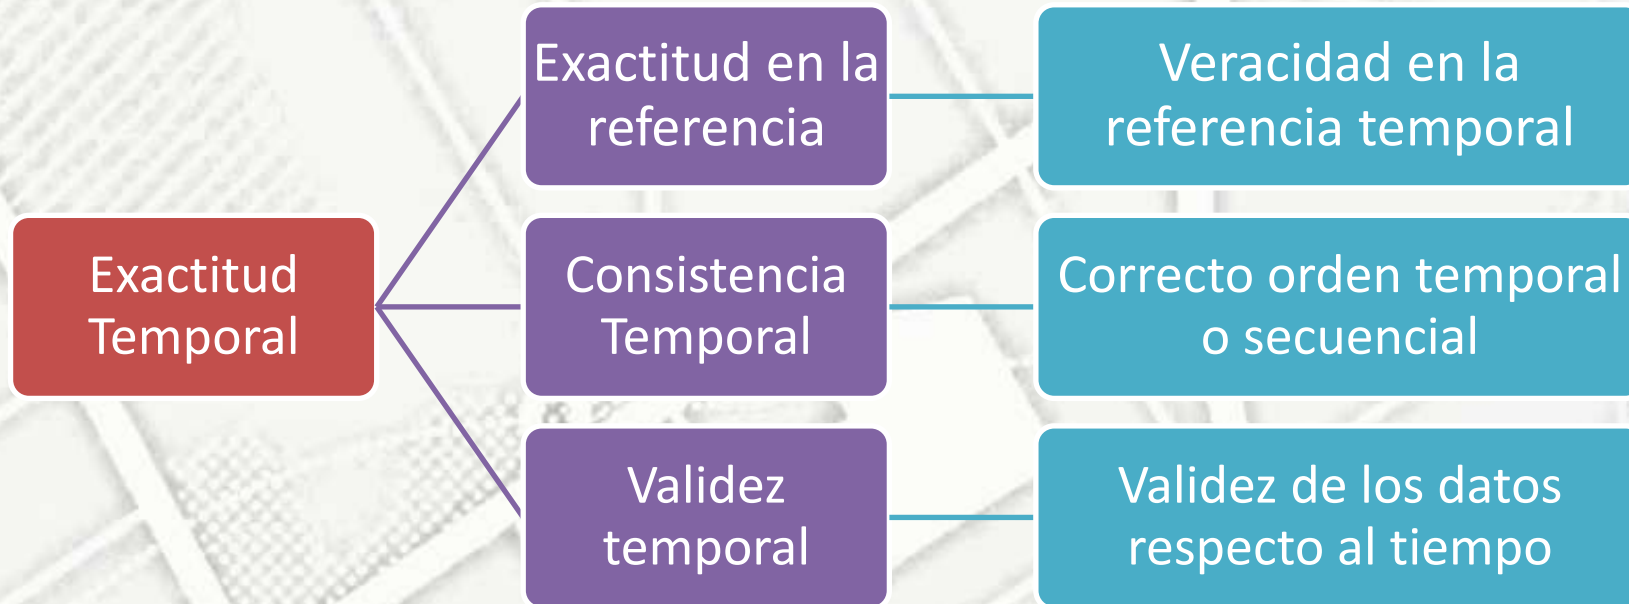 Exactitud en la
referencia
Veracidad en la
referencia temporal
Exactitud
Temporal
Consistencia
Temporal
Correcto orden temporal
o secuencial
Validez
temporal
Validez de los datos
respecto al tiempo